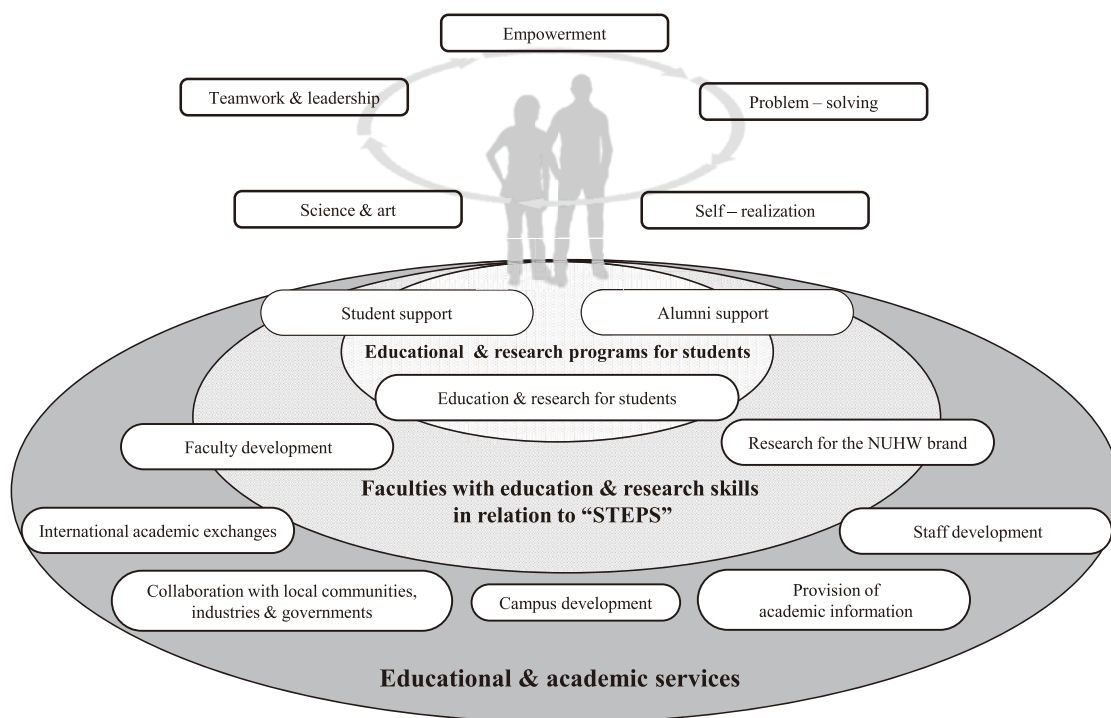 Empowerment
Teamwork & leadership
Problem – solving
Science & art
Self – realization
Student support
Alumni support
Educational & research programs for students
Education & research for students
Faculty development
Research for the NUHW brand
Faculties with education & research skills
in relation to “STEPS”
International academic exchanges
Staff development
Collaboration with local communities,
industries & governments
Campus development
Provision of
academic information
Educational & academic services